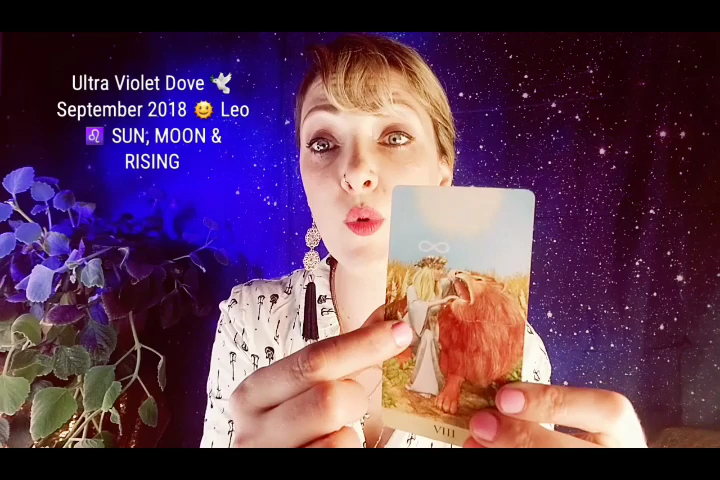 Ultra Violet Dove 🕊️
September 2018 🌞 Leo
♌ SUN, MOON &
RISING
VIII